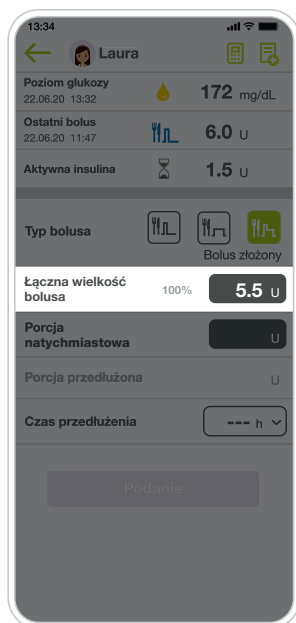 13:34
Laura
Poziom glukozy
22.06.20 13:32
172 mg/dL
Ostatni bolus
22.06.20 11:47
6.0 U
Aktywna insulina
1.5 U
Typ bolusa
Bolus złożony
Łączna wielkość
bolusa
100%
5.5 U
Porcja
natychmiastowa
U
Porcja przedłużona
U
Czas przedłużenia
--- h
Podanie